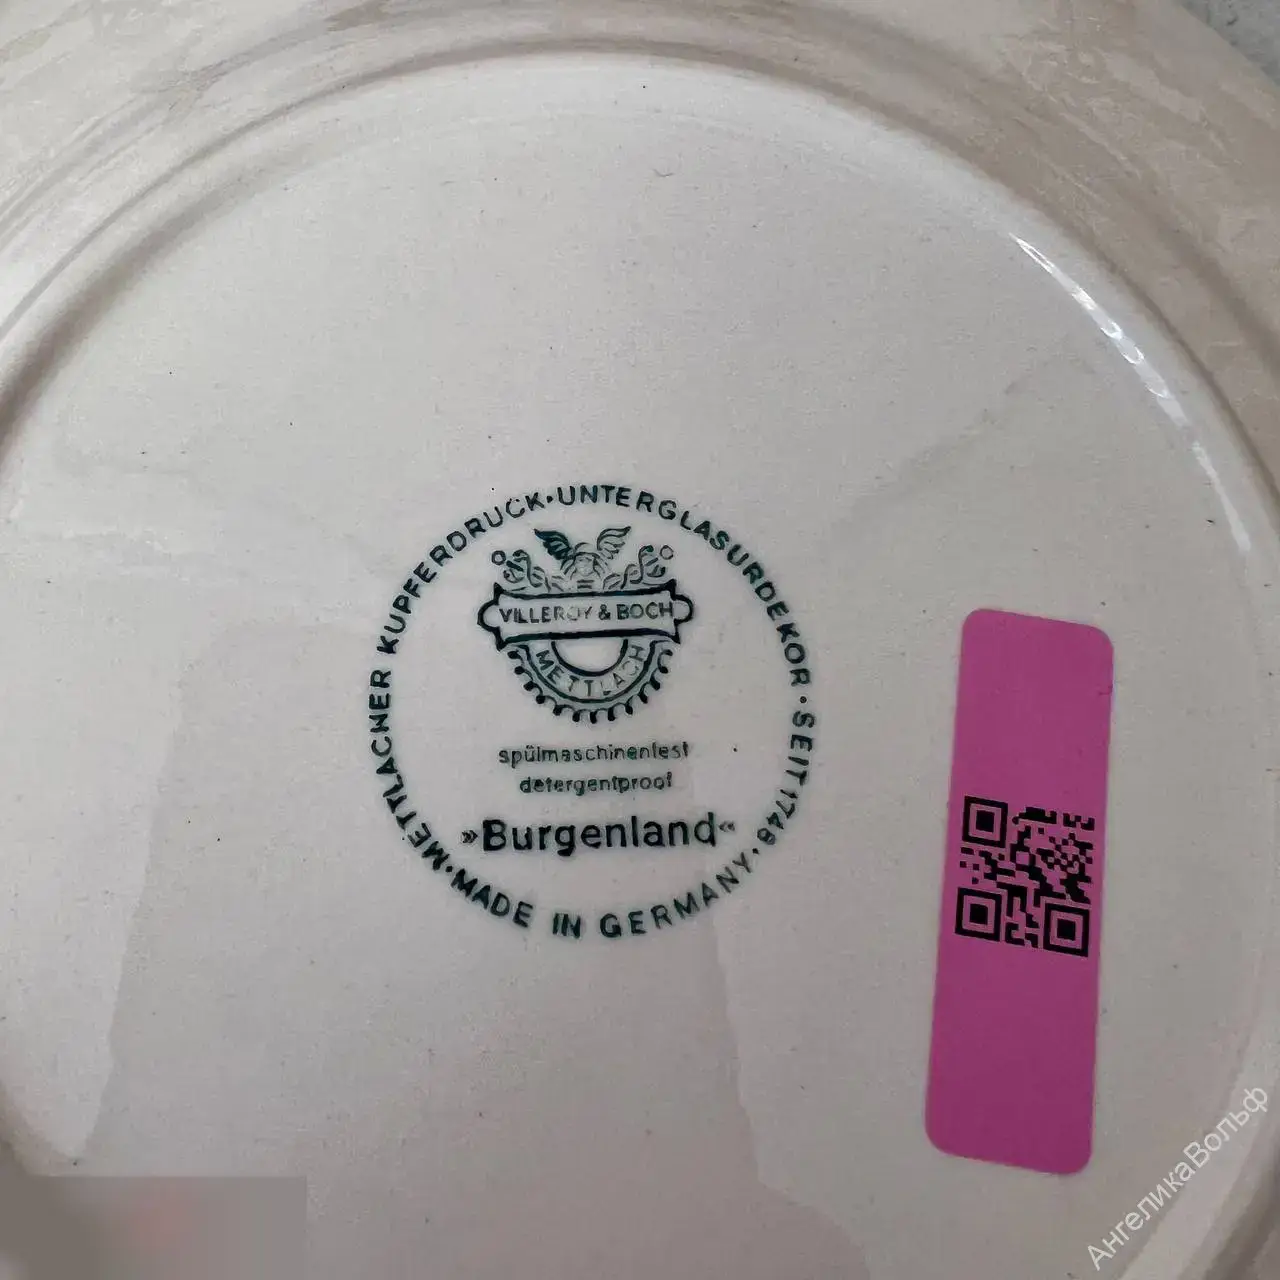 METTLACHER KUPFERDRUCK · UNTERGLASURDEKOR · SEIT 1748 · MADE IN GERMANY ·
VILLEROY & BOCH
METTLACH
spülmaschinenfest
detergentproof
»Burgenland«
АнгеликаВольф